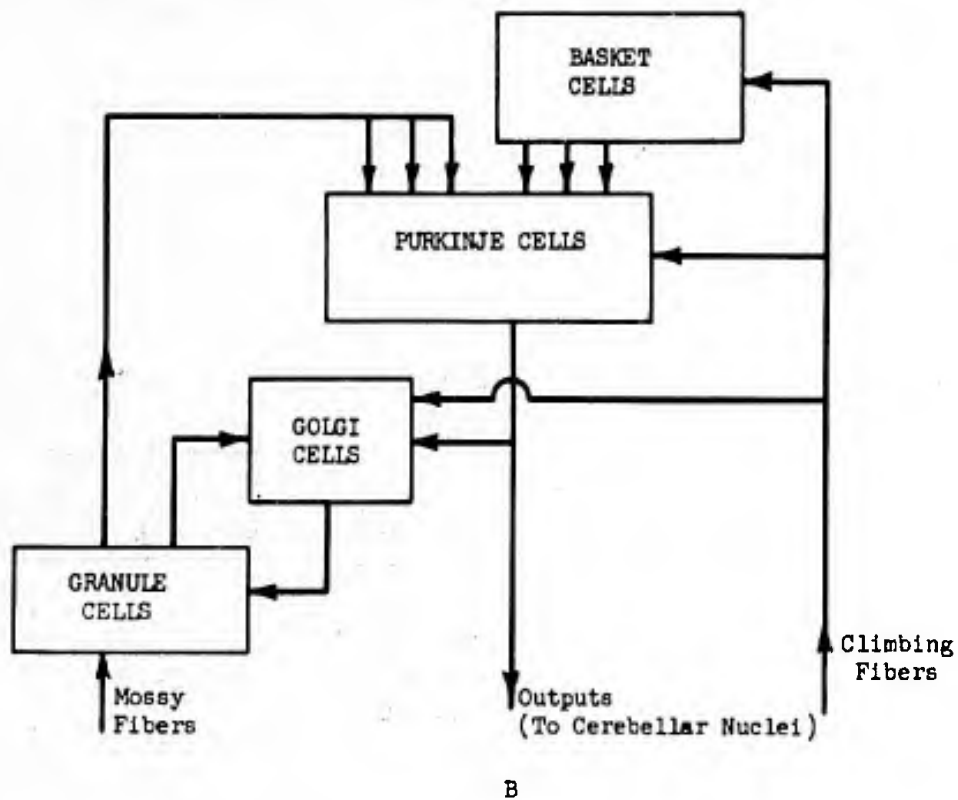 BASKET
CELLS
PURKINJE CELLS
GOLGI
CELLS
GRANULE
CELLS
Climbing
Fibers
Mossy
Fibers
Outputs
(To Cerebellar Nuclei)
B